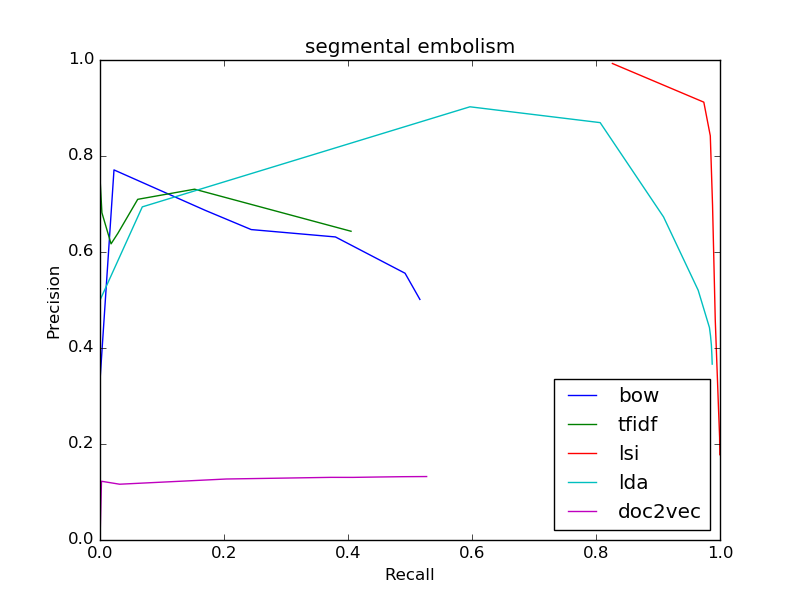 segmental embolism
1.0
0.8
0.6
0.4
0.2
0.0
Precision
0.0 0.2 0.4 0.6 0.8 1.0
Recall
bow
tfidf
lsi
lda
doc2vec